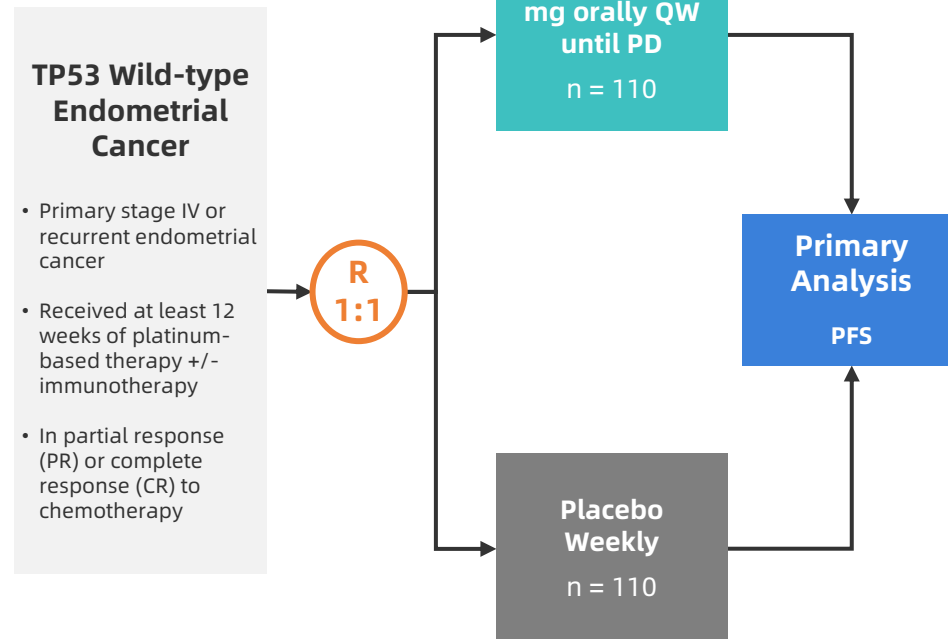 TP53 Wild-type
Endometrial
Cancer
• Primary stage IV or
recurrent endometrial
cancer
• Received at least 12
weeks of platinum-
based therapy +/-
immunotherapy
• In partial response
(PR) or complete
response (CR) to
chemotherapy
R
1:1
mg orally QW
until PD
n = 110
Placebo
Weekly
n = 110
Primary
Analysis
PFS